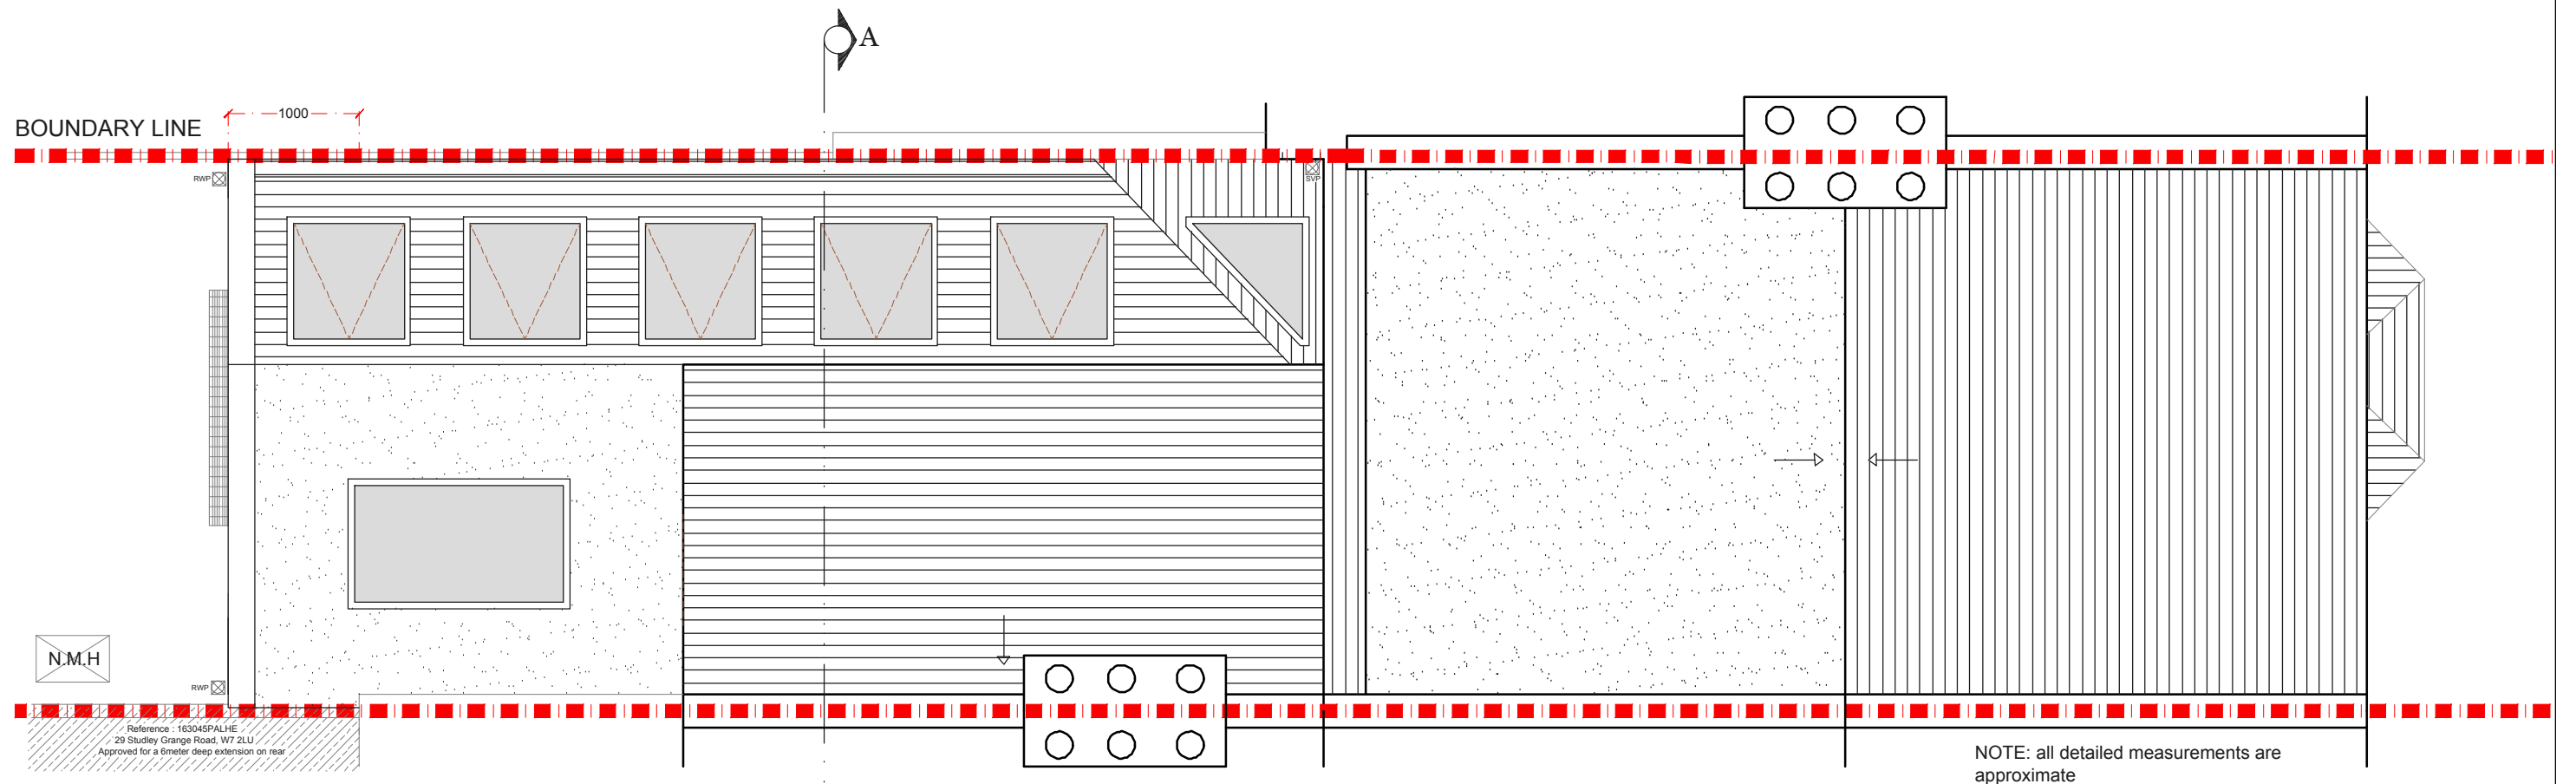 A
1000
BOUNDARY LINE
RWP
SVP
N.M.H
RWP
Reference : 163045PALHE
29 Studley Grange Road, W7 2LU
Approved for a 6meter deep extension on rear
NOTE: all detailed measurements are
approximate